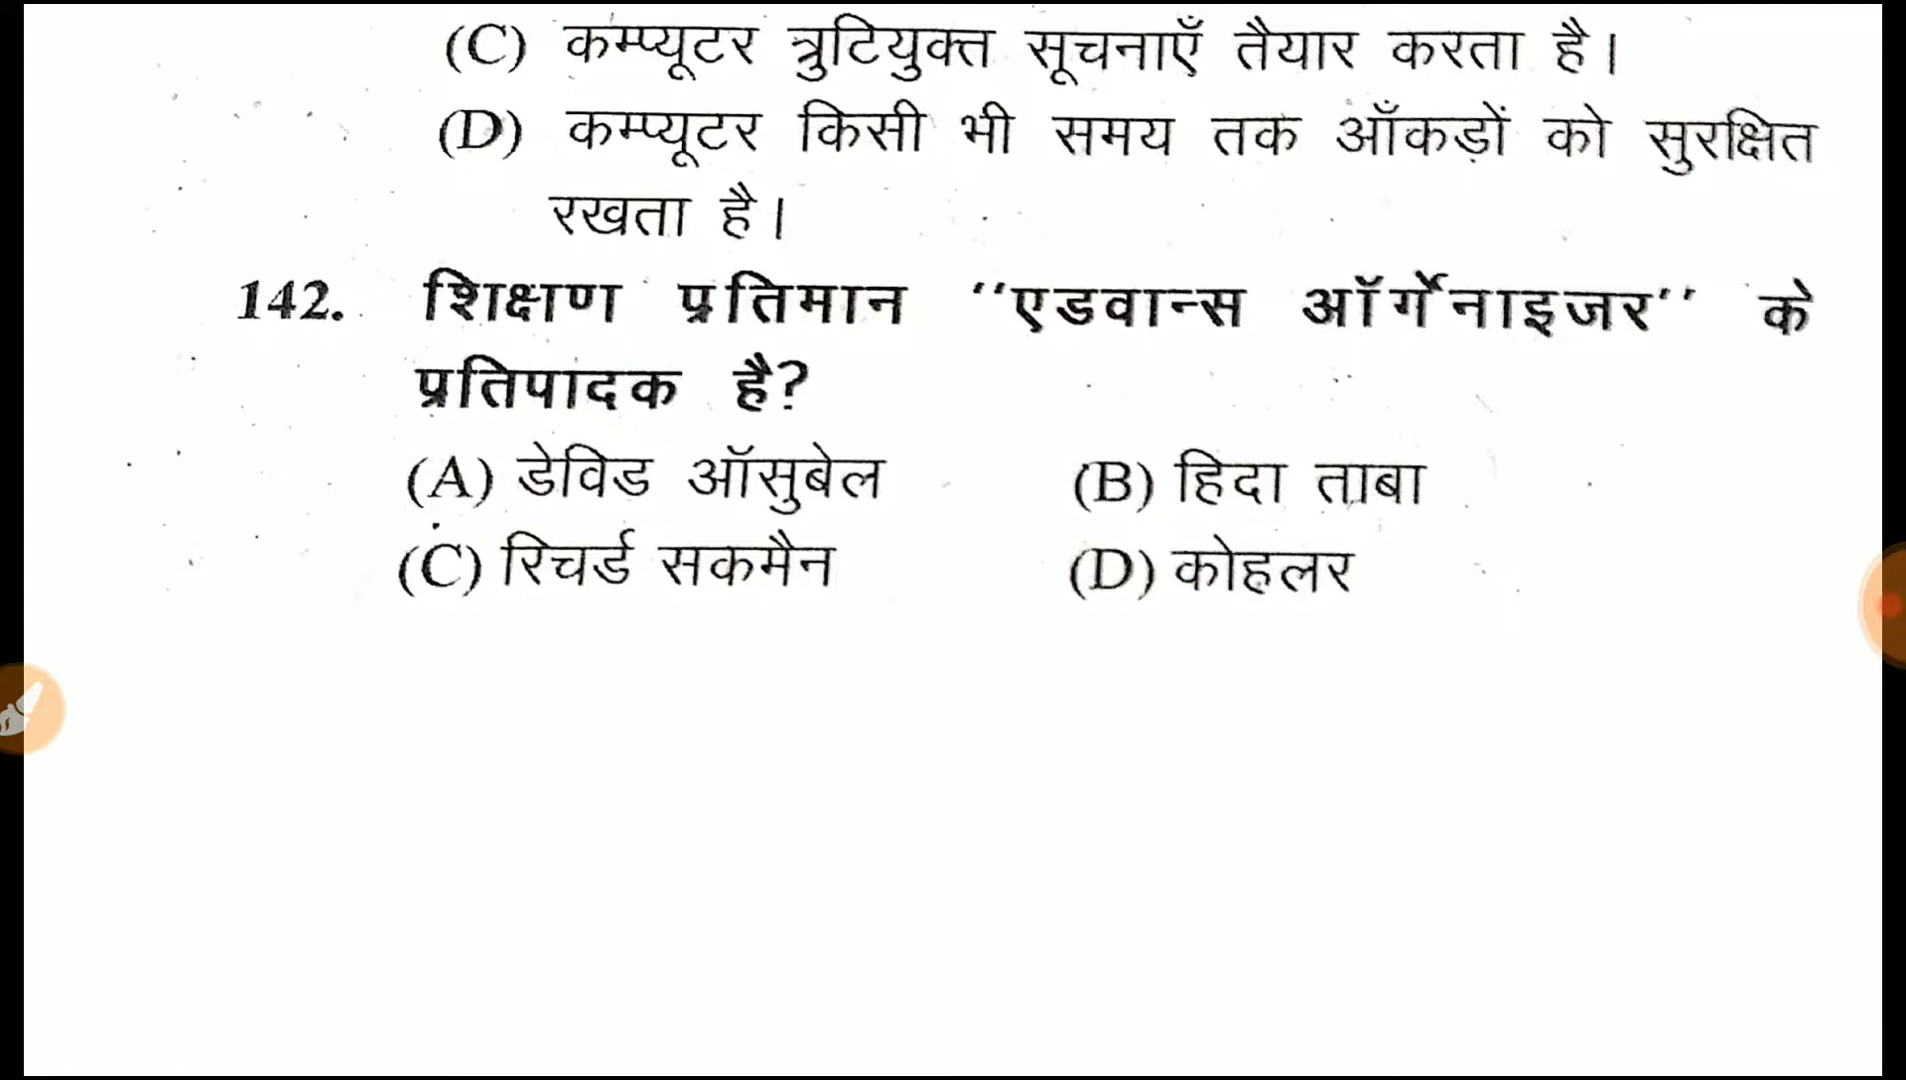 (C) कम्प्यूटर त्रुटियुक्त सूचनाएँ तैयार करता है।
(D) कम्प्यूटर किसी भी समय तक आँकड़ों को सुरक्षित
रखता है।
142. शिक्षण प्रतिमान ‘‘एडवान्स ऑर्गेनाइजर’’ के
प्रतिपादक है?
(A) डेविड ऑसुबेल (B) हिदा ताबा
(C) रिचर्ड सकमैन (D) कोहलर